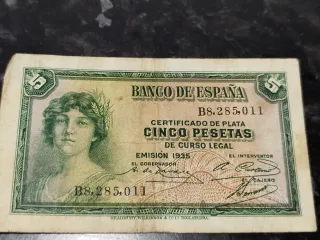 5 BANCO DE ESPAÑA 5
B8,285,011
CERTIFICADO DE PLATA
CINCO PESETAS
DE CURSO LEGAL
EMISION 1935
EL GOBERNADOR
EL INTERVENTOR
EL CAJERO
B8,285,011